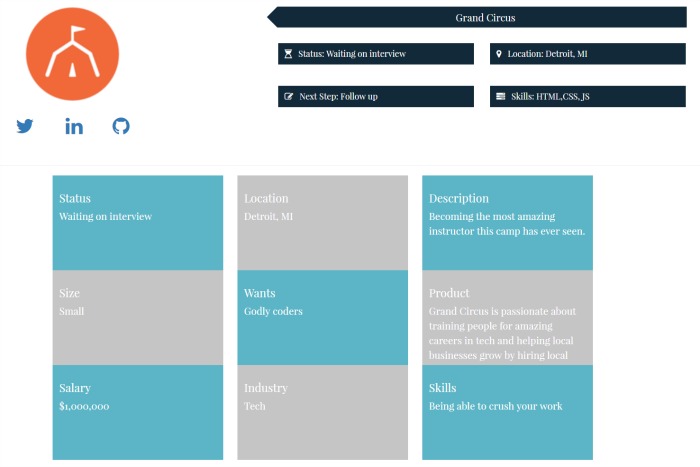 Grand Circus
Status: Waiting on interview
Location: Detroit, MI
Next Step: Follow up
Skills: HTML,CSS,JS
Status
Waiting on interview
Location
Detroit, MI
Description
Becoming the most amazing
instructor this camp has ever seen.
Size
Small
Wants
Godly coders
Product
Grand Circus is passionate about
training people for amazing
careers in tech and helping local
businesses grow by hiring local
Salary
$1,000,000
Industry
Tech
Skills
Being able to crush your work